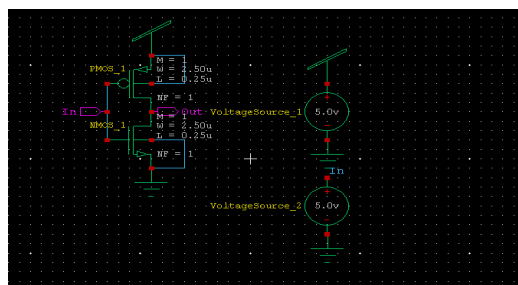 M = 1
PMOS_1
W = 2.50u
L = 0.25u
NF = 1
In
Out
VoltageSource_1
5.0v
M = 1
NMOS_1
W = 2.50u
L = 0.25u
NF = 1
In
VoltageSource_2
5.0v